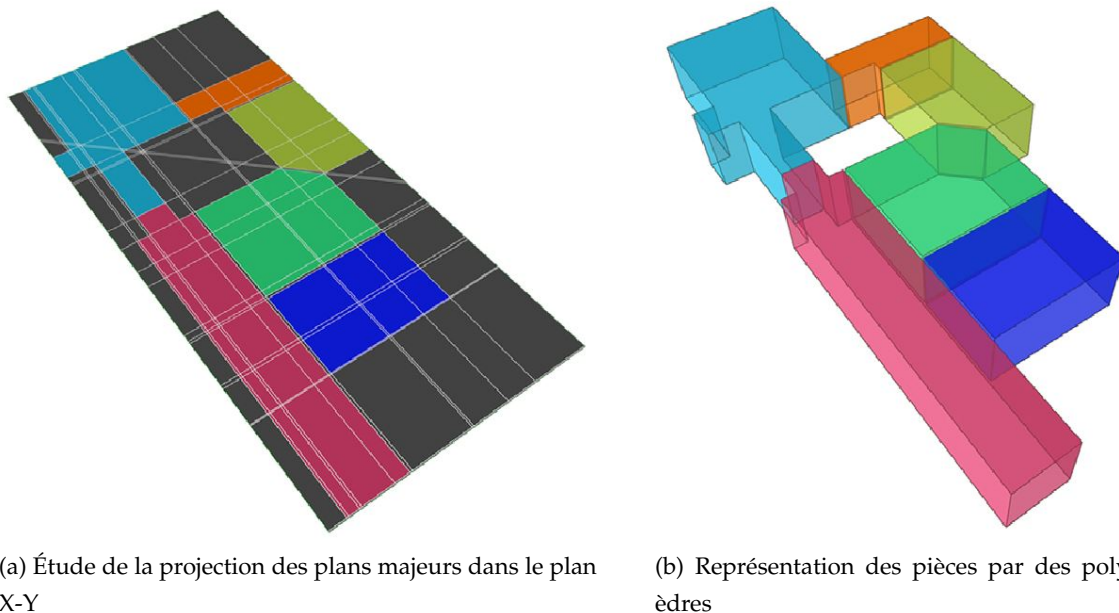 (a) Étude de la projection des plans majeurs dans le plan
X-Y
(b) Représentation des pièces par des poly
èdres